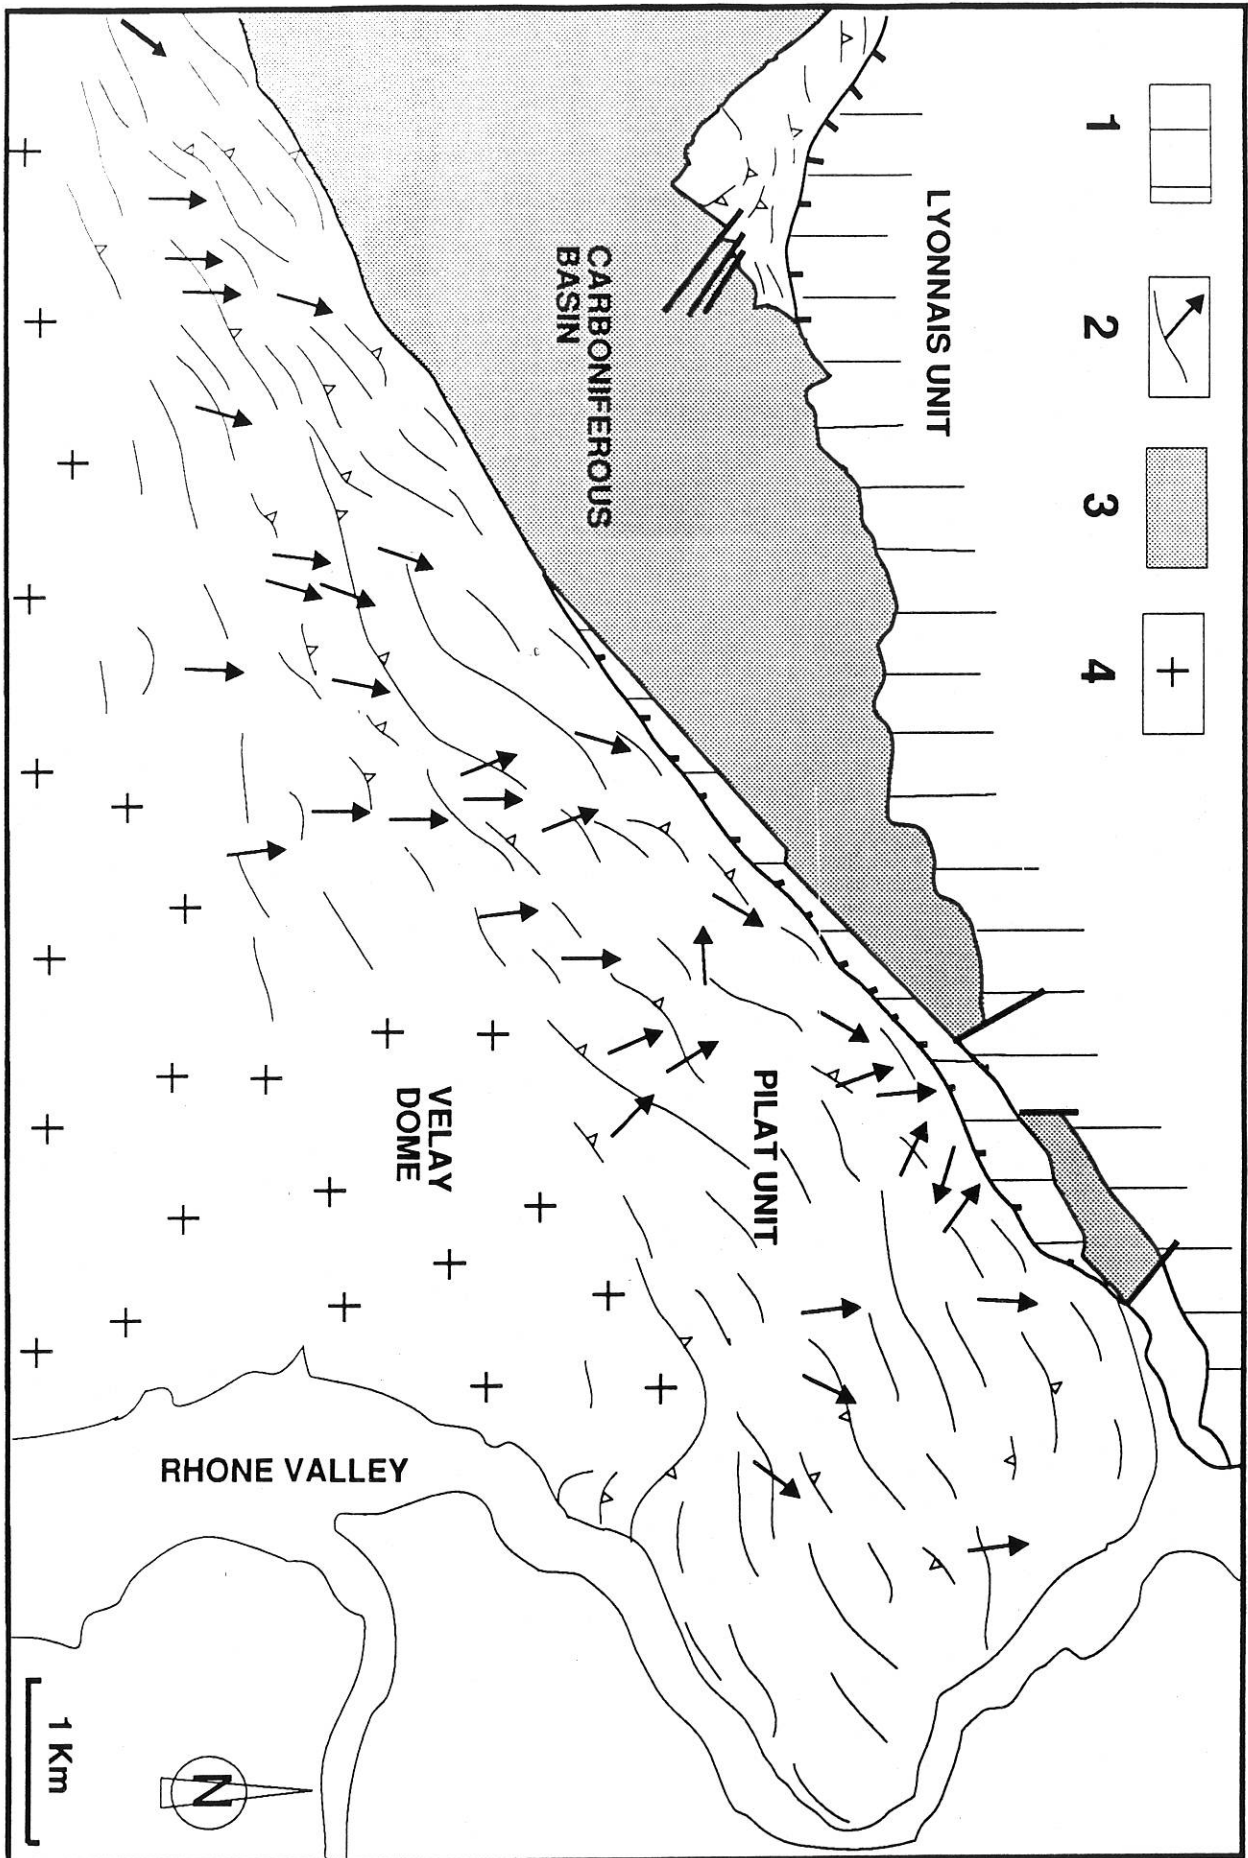 1
2
3
4
LYONNAIS UNIT
CARBONIFEROUS
BASIN
PILAT UNIT
VELAY
DOME
RHONE VALLEY
1 Km
N